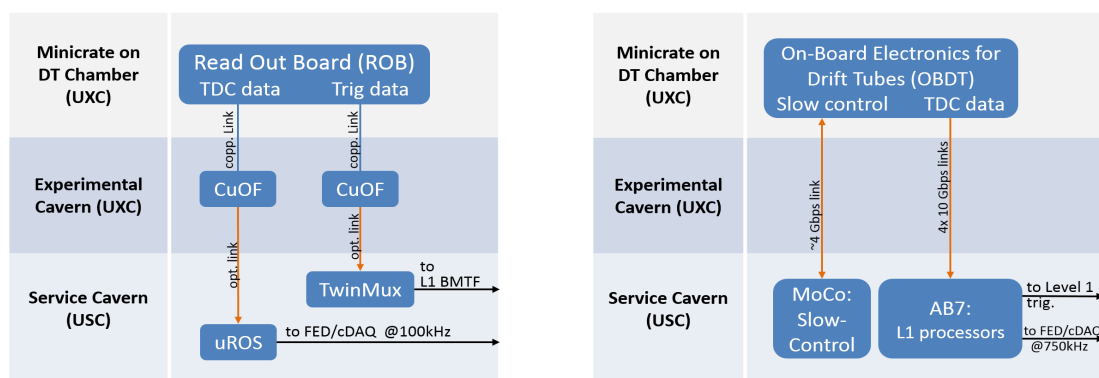 Minicrate on
DT Chamber
(UXC)
Read Out Board (ROB)
TDC data
Trig data
copp. Link
copp. Link
Experimental
Cavern (UXC)
CuOF
CuOF
opt. link
opt. link
Service Cavern
(USC)
TwinMux
to
L1 BMTF
uROS
to FED/cDAQ @100kHz
Minicrate on
DT Chamber
(UXC)
On-Board Electronics for
Drift Tubes (OBDT)
Slow control
TDC data
Experimental
Cavern (UXC)
~4 Gbps link
4x 10 Gbps links
Service Cavern
(USC)
MoCo:
Slow-
Control
AB7:
L1 processors
to Level 1
trig.
to FED/cDAQ
@750kHz